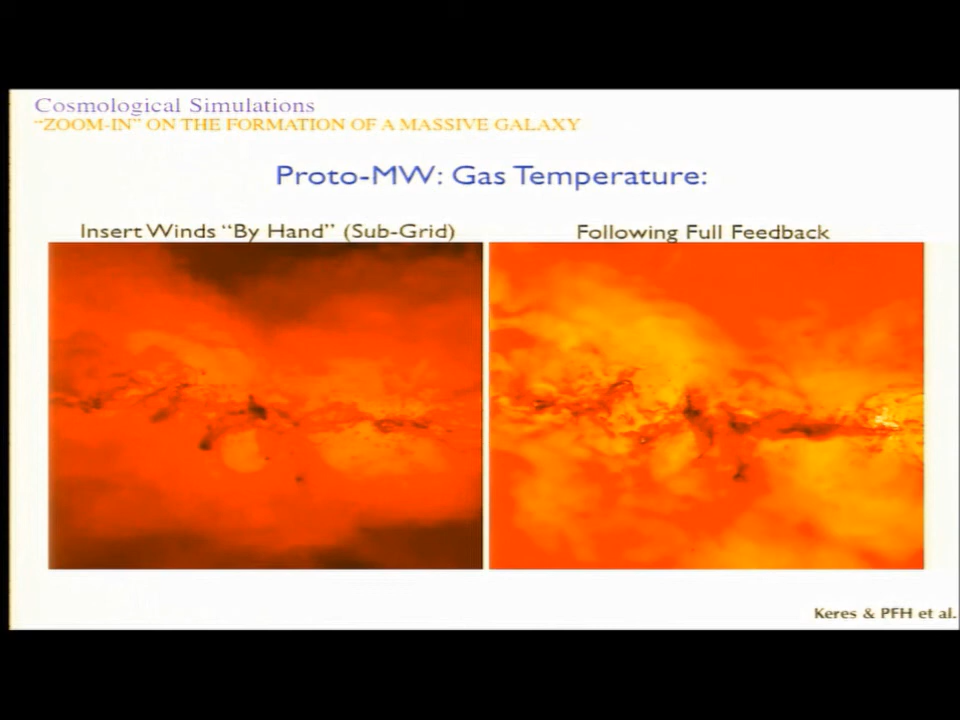 Cosmological Simulations
“ZOOM-IN” ON THE FORMATION OF A MASSIVE GALAXY
Proto-MW: Gas Temperature:
Insert Winds “By Hand” (Sub-Grid)
Following Full Feedback
Keres & PFH et al.